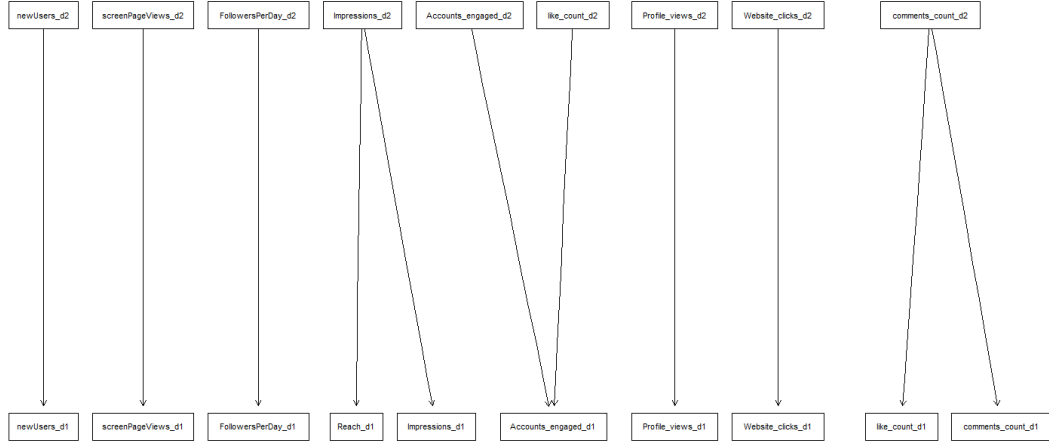 newUsers_d2
screenPageViews_d2
FollowersPerDay_d2
Impressions_d2
Accounts_engaged_d2
like_count_d2
Profile_views_d2
Website_clicks_d2
comments_count_d2
newUsers_d1
screenPageViews_d1
FollowersPerDay_d1
Reach_d1
Impressions_d1
Accounts_engaged_d1
Profile_views_d1
Website_clicks_d1
like_count_d1
comments_count_d1